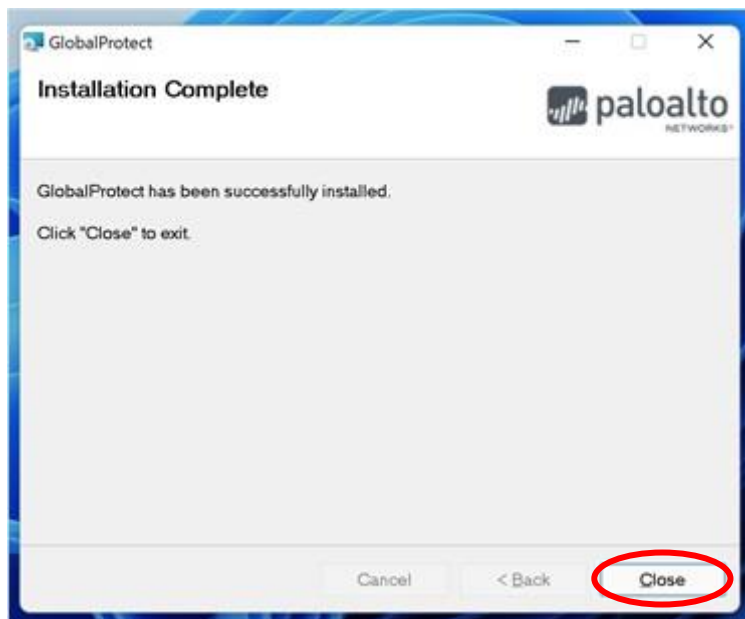 GlobalProtect
Installation Complete
paloalto
NETWORKS®
GlobalProtect has been successfully installed.
Click "Close" to exit.
Cancel
< Back
Close